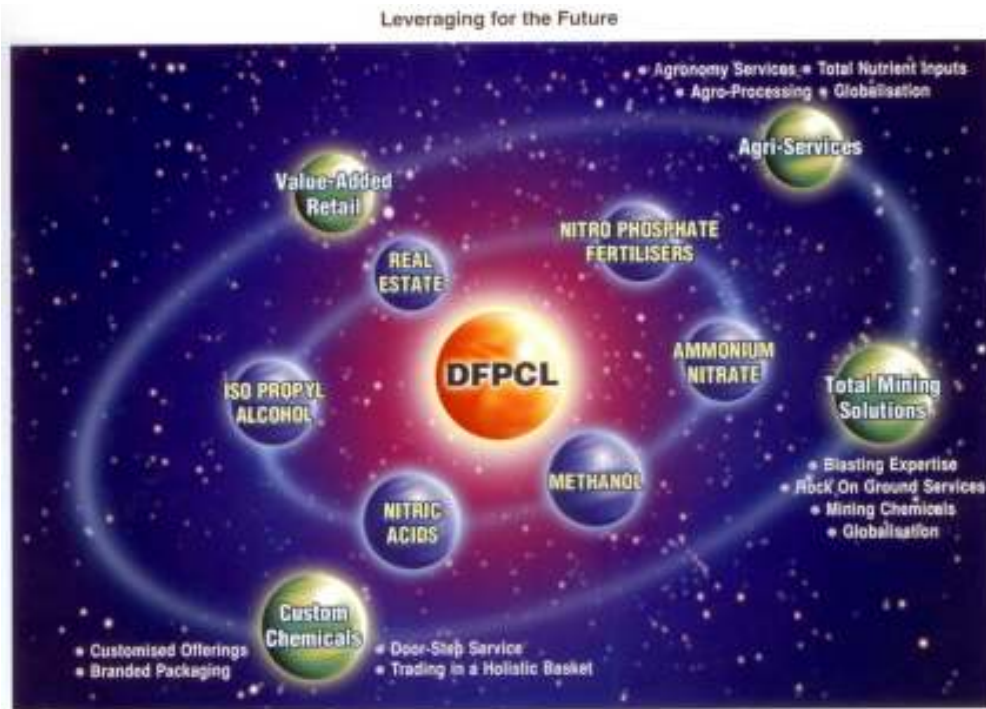 Leveraging for the Future
• Agronomy Services • Total Nutrient Inputs
• Agro-Processing • Globalisation
Agri-Services
Value-Added
Retail
NITRO PHOSPHATE
FERTILISERS
REAL
ESTATE
DFPCL
AMMONIUM
NITRATE
Total Mining
Solutions
ISO PROPYL
ALCOHOL
• Blasting Expertise
• Rock On Ground Services
• Mining Chemicals
• Globalisation
METHANOL
NITRIC
ACIDS
Custom
Chemicals
• Customised Offerings
• Branded Packaging
• Door-Step Service
• Trading in a Holistic Basket